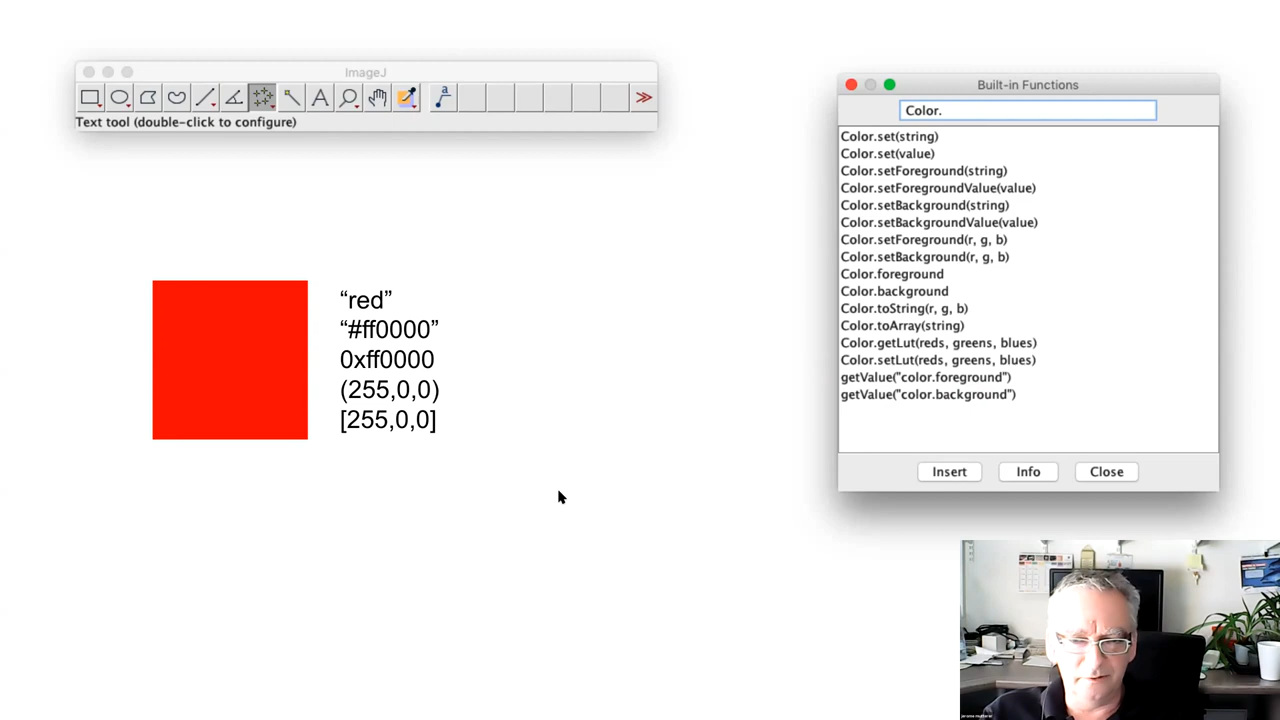 ImageJ
Text tool (double-click to configure)
“red”
“#ff0000”
0xff0000
(255,0,0)
[255,0,0]
Built-in Functions
Color.
Color.set(string)
Color.set(value)
Color.setForeground(string)
Color.setForegroundValue(value)
Color.setBackground(string)
Color.setBackgroundValue(value)
Color.setForeground(r, g, b)
Color.setBackground(r, g, b)
Color.foreground
Color.background
Color.toString(r, g, b)
Color.toArray(string)
Color.getLut(reds, greens, blues)
Color.setLut(reds, greens, blues)
getValue("color.foreground")
getValue("color.background")
Insert Info Close